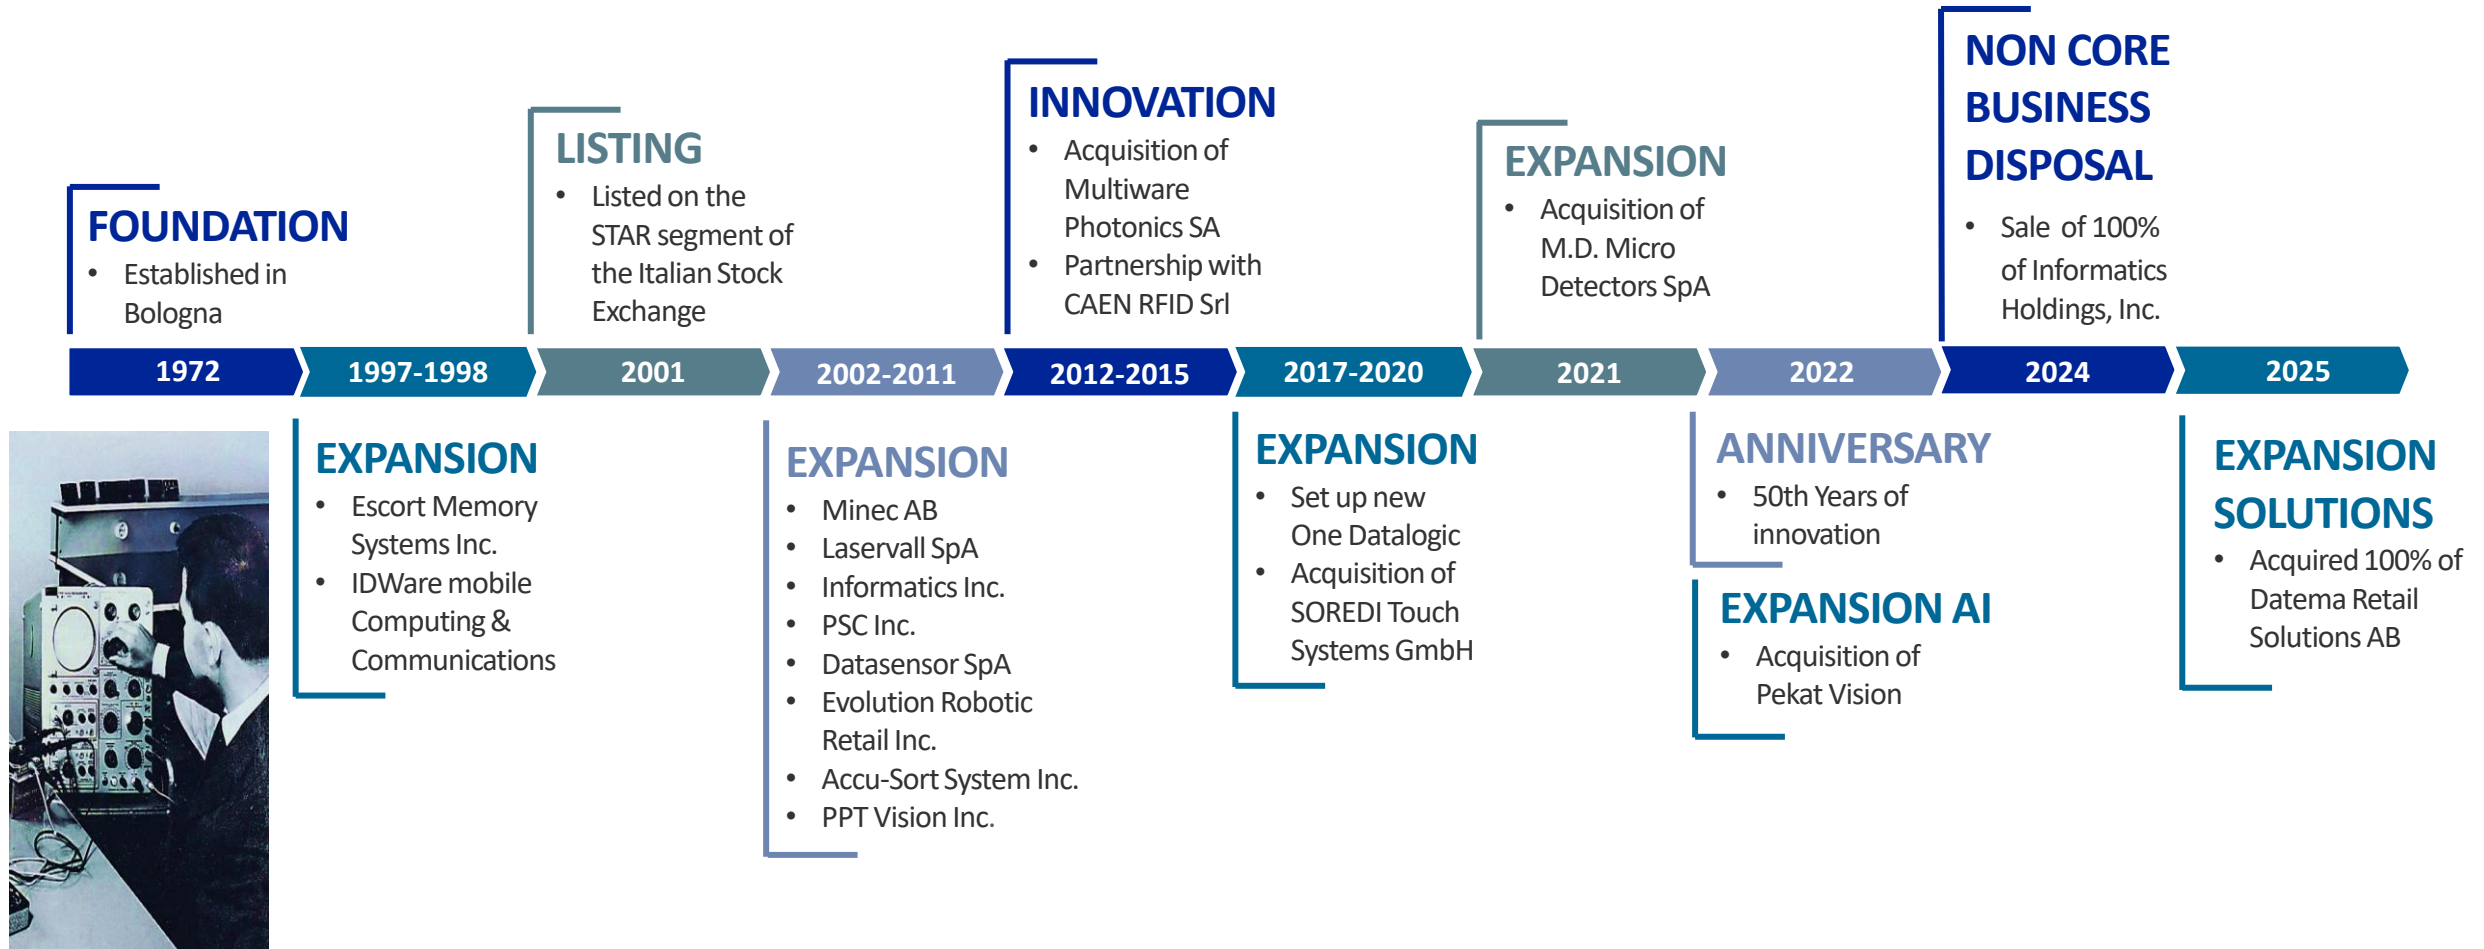 FOUNDATION
• Established in
Bologna
LISTING
• Listed on the
STAR segment of
the Italian Stock
Exchange
INNOVATION
• Acquisition of
Multiware
Photonics SA
• Partnership with
CAEN RFID Srl
EXPANSION
• Acquisition of
M.D. Micro
Detectors SpA
NON CORE
BUSINESS
DISPOSAL
• Sale of 100%
of Informatics
Holdings, Inc.
1972
1997-1998
2001
2002-2011
2012-2015
2017-2020
2021
2022
2024
2025
EXPANSION
• Escort Memory
Systems Inc.
• IDWare mobile
Computing &
Communications
EXPANSION
• Minec AB
• Laservall SpA
• Informatics Inc.
• PSC Inc.
• Datasensor SpA
• Evolution Robotic
Retail Inc.
• Accu-Sort System Inc.
• PPT Vision Inc.
EXPANSION
• Set up new
One Datalogic
• Acquisition of
SOREDI Touch
Systems GmbH
ANNIVERSARY
• 50th Years of
innovation
EXPANSION AI
• Acquisition of
Pekat Vision
EXPANSION
SOLUTIONS
• Acquired 100% of
Datema Retail
Solutions AB